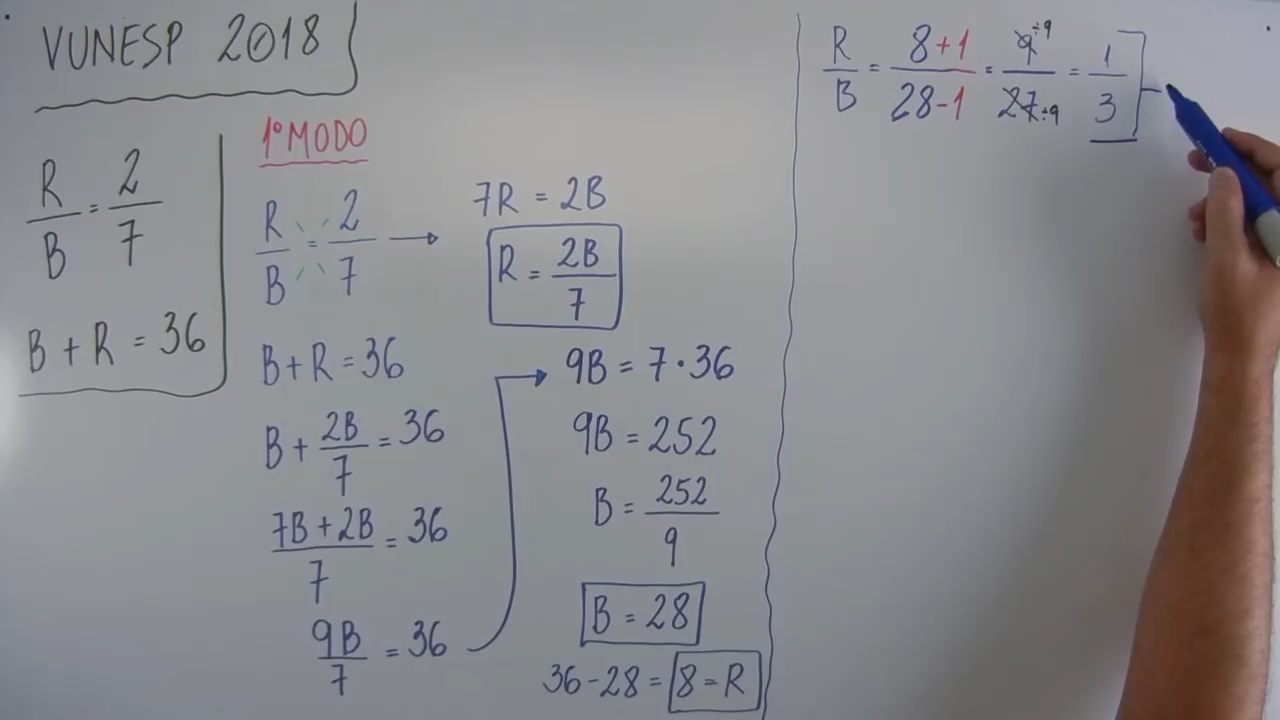 VUNESP 2018
R/B = 2/7
B + R = 36
1º MODO
R/B = 2/7 →
B + R = 36
B + 2B/7 = 36
7B + 2B/7 = 36
9B/7 = 36
7R = 2B
R = 2B/7
9B = 7 · 36
9B = 252
B = 252/9
B = 28
36 - 28 = 8 = R
R/B = 8+1/28-1 = 9÷9/27÷9 = 1/3